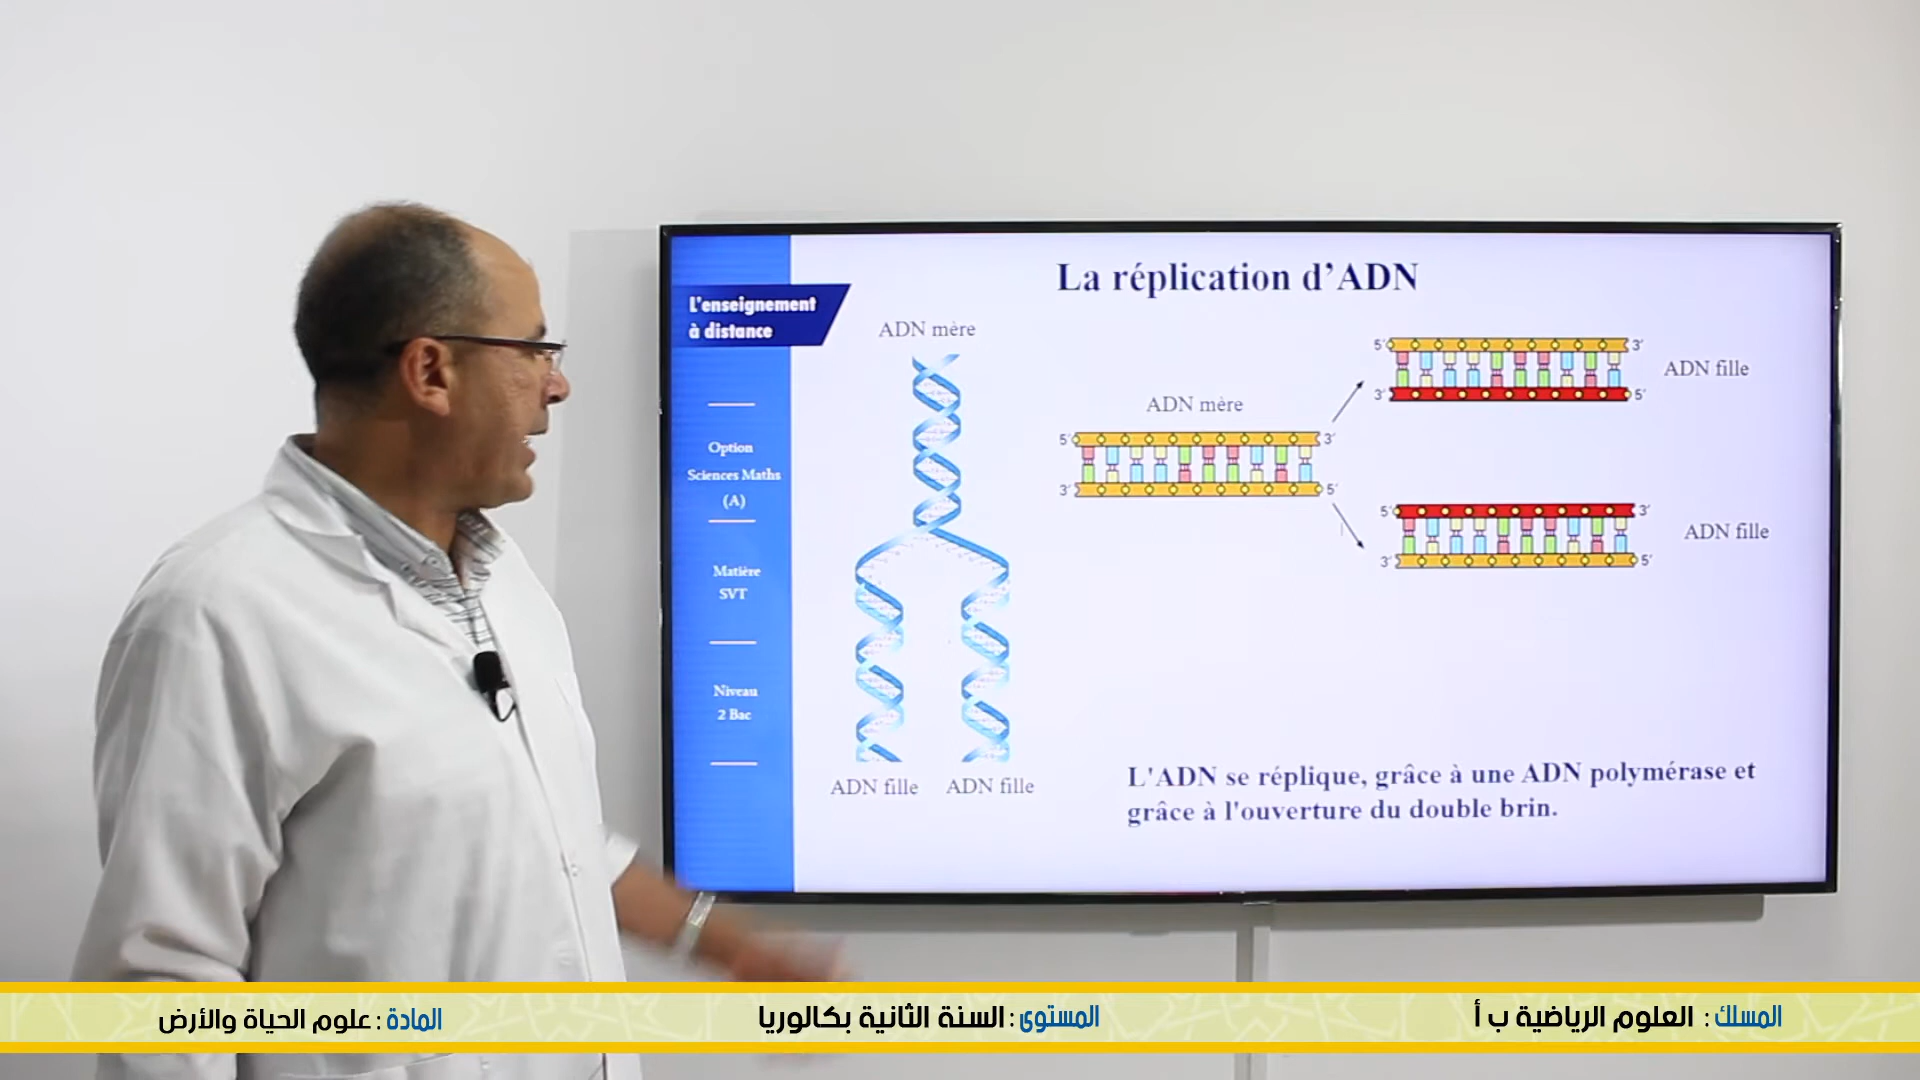 La réplication d’ADN
L'enseignement
à distance
Option
Sciences Maths
(A)
Matière
SVT
Niveau
2 Bac
ADN mère
ADN fille
ADN fille
ADN mère
5' 3'
3' 5'
5' 3'
3' 5'
ADN fille
5' 3'
3' 5'
ADN fille
L'ADN se réplique, grâce à une ADN polymérase et
grâce à l'ouverture du double brin.
المسلك : العلوم الرياضية ب أ
المستوى : السنة الثانية بكالوريا
المادة : علوم الحياة والأرض